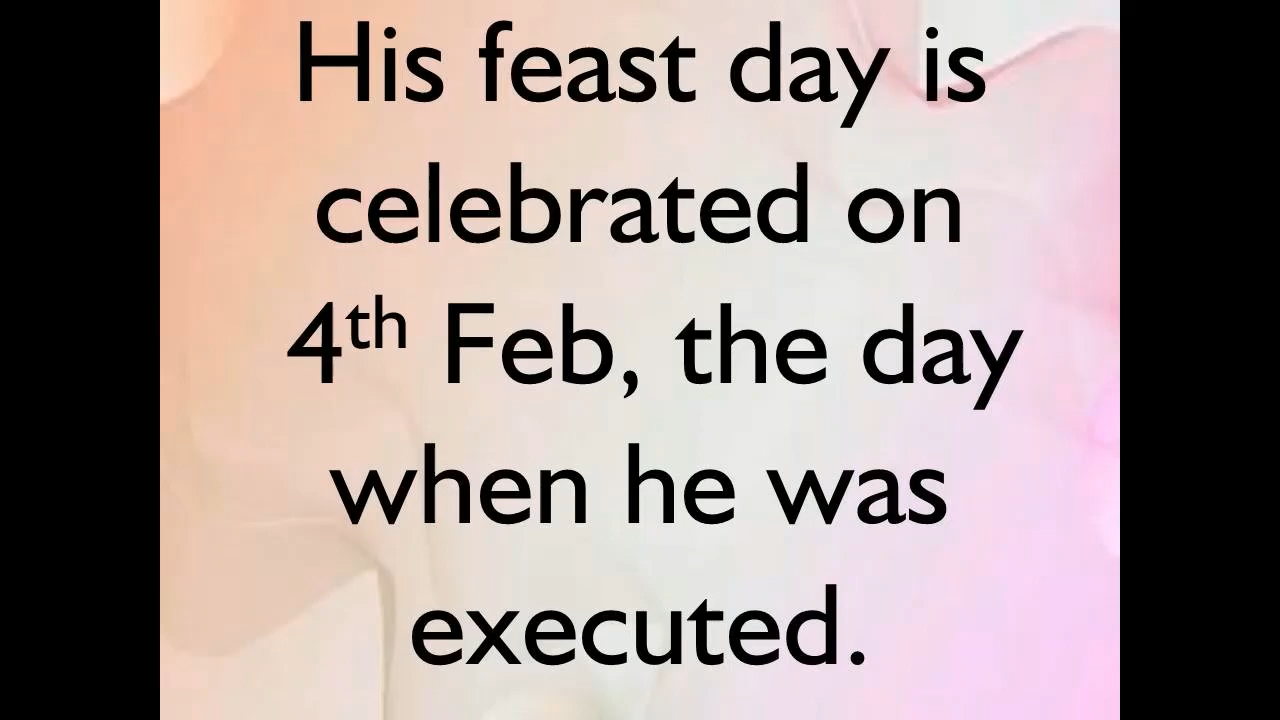 His feast day is
celebrated on
4th Feb, the day
when he was
executed.